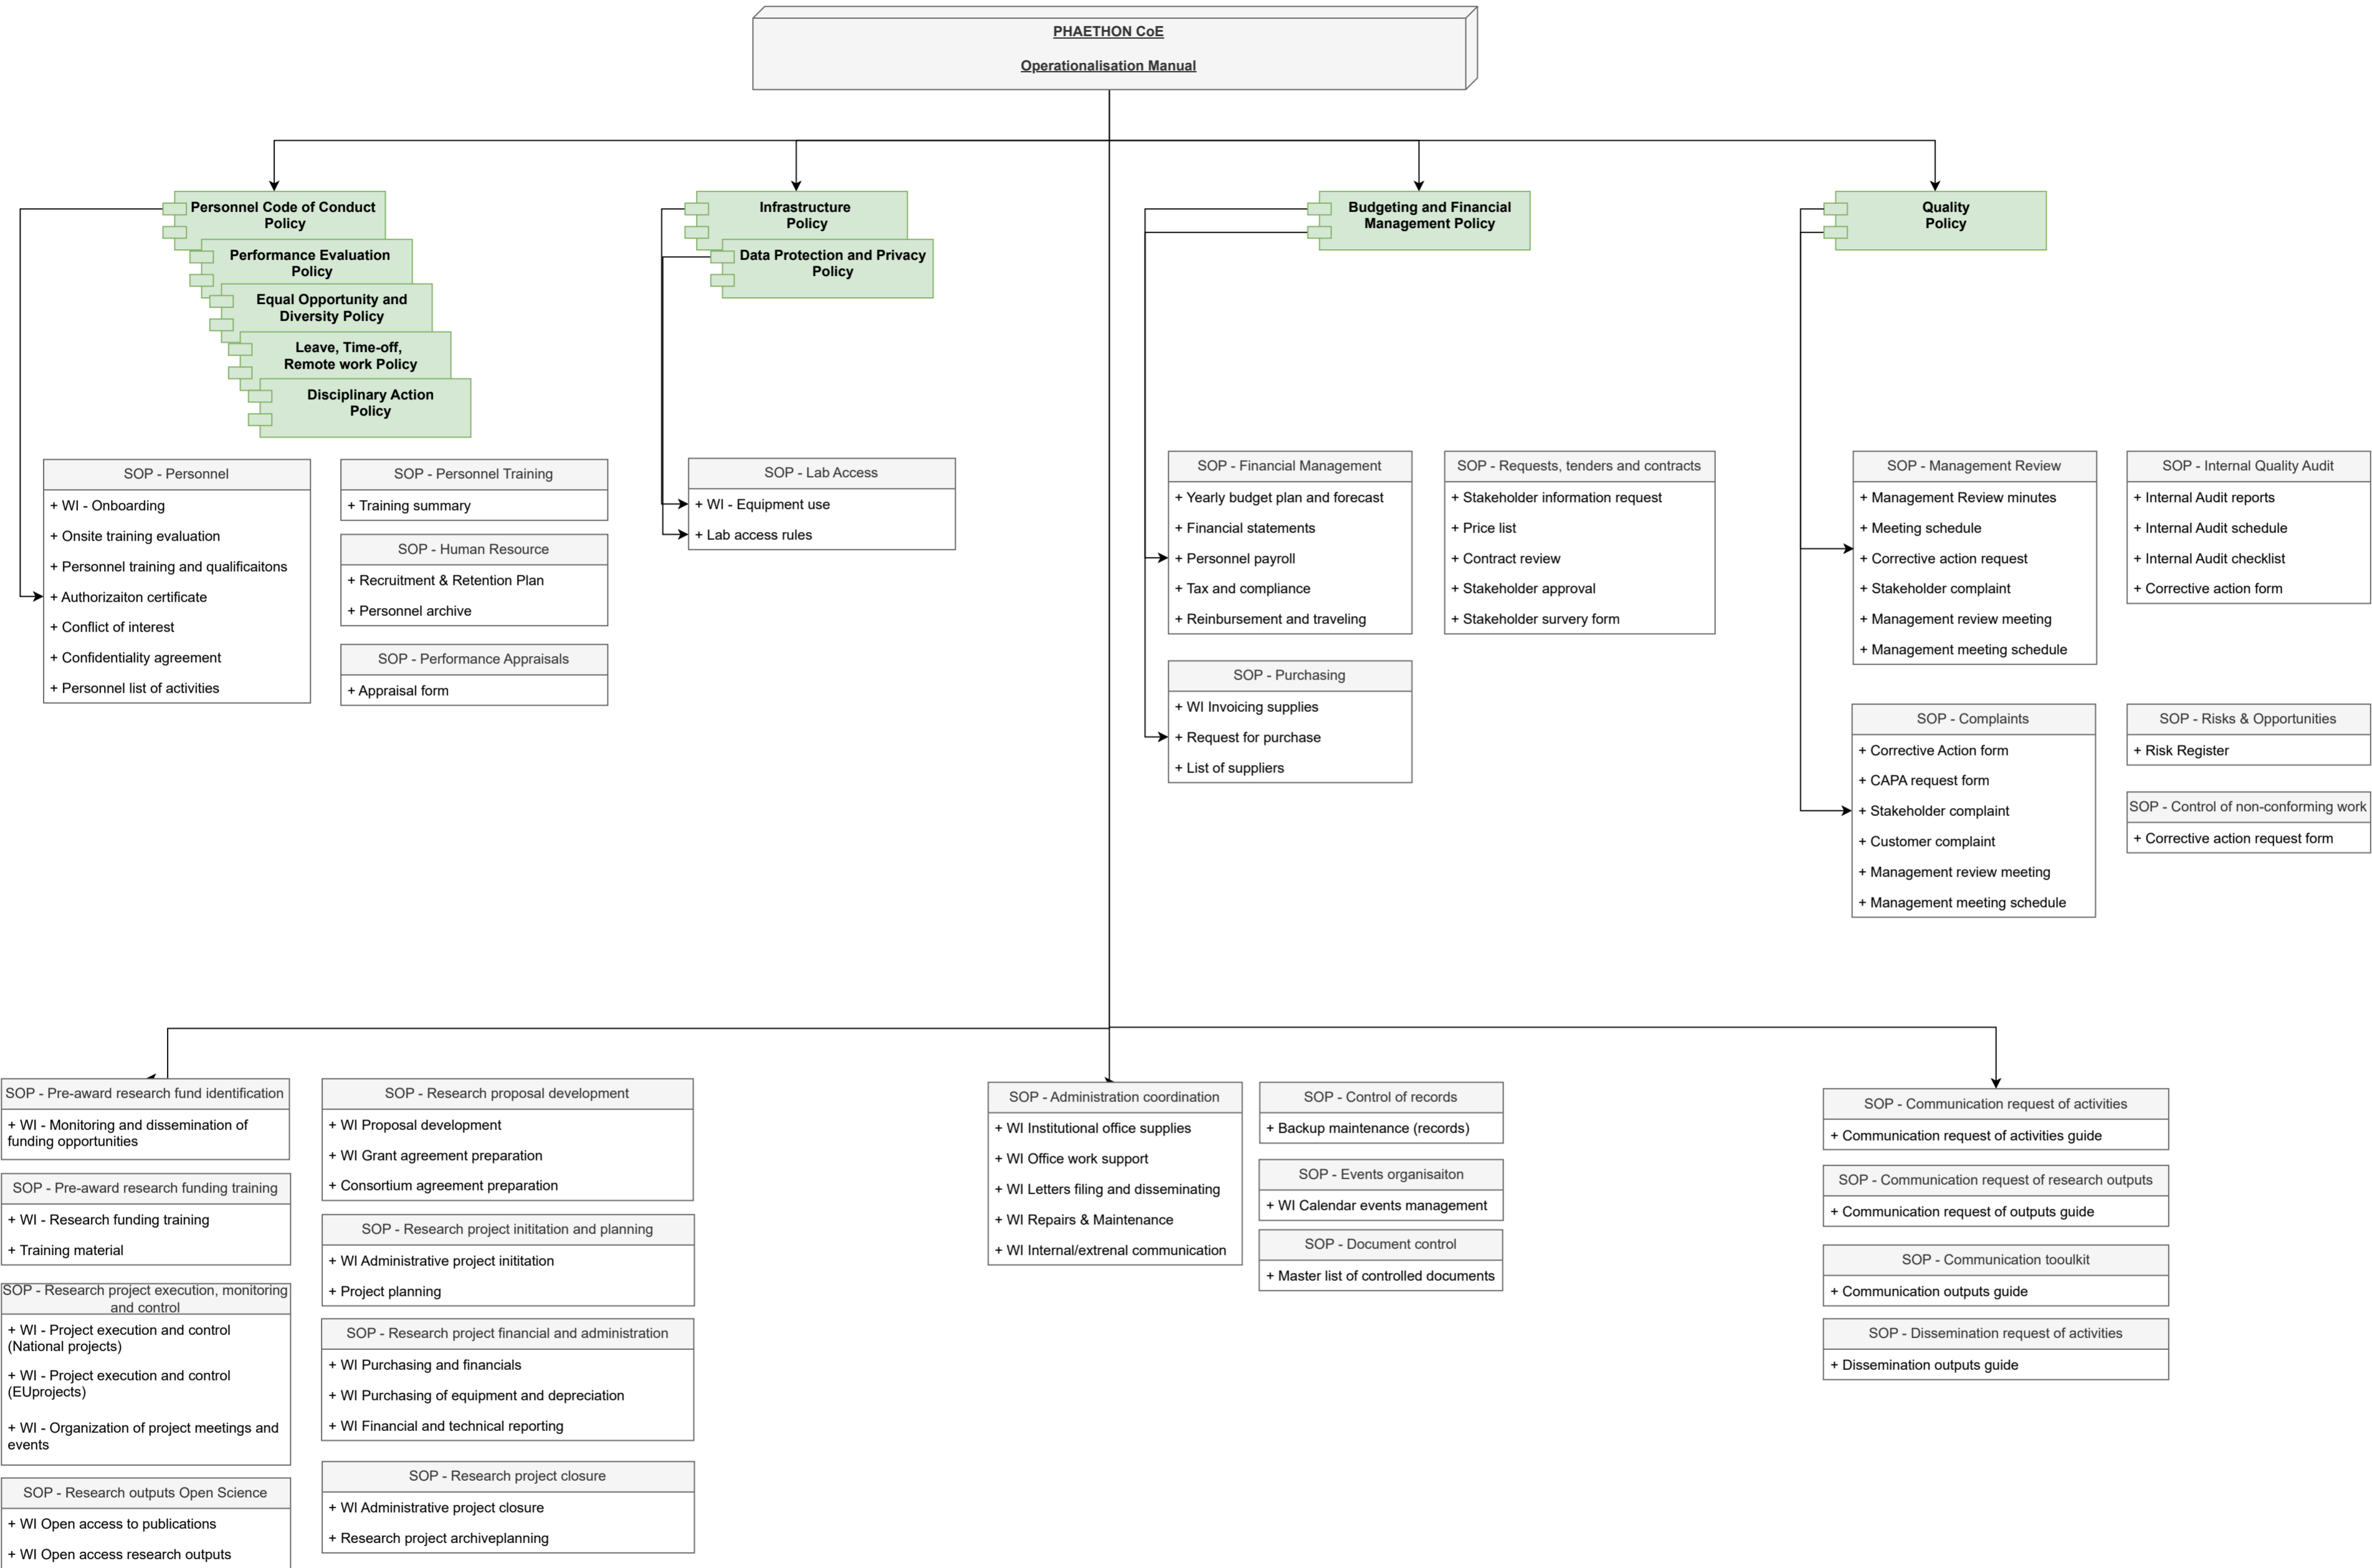 PHAETHON CoE
Operationalisation Manual
Personnel Code of Conduct
Policy
Performance Evaluation
Policy
Equal Opportunity and
Diversity Policy
Leave, Time-off,
Remote work Policy
Disciplinary Action
Policy
Infrastructure
Policy
Data Protection and Privacy
Policy
Budgeting and Financial
Management Policy
Quality
Policy
SOP - Personnel
+ WI - Onboarding
+ Onsite training evaluation
+ Personnel training and qualificaitons
+ Authorizaiton certificate
+ Conflict of interest
+ Confidentiality agreement
+ Personnel list of activities
SOP - Personnel Training
+ Training summary
SOP - Human Resource
+ Recruitment & Retention Plan
+ Personnel archive
SOP - Performance Appraisals
+ Appraisal form
SOP - Lab Access
+ WI - Equipment use
+ Lab access rules
SOP - Financial Management
+ Yearly budget plan and forecast
+ Financial statements
+ Personnel payroll
+ Tax and compliance
+ Reinbursement and traveling
SOP - Requests, tenders and contracts
+ Stakeholder information request
+ Price list
+ Contract review
+ Stakeholder approval
+ Stakeholder survery form
SOP - Purchasing
+ WI Invoicing supplies
+ Request for purchase
+ List of suppliers
SOP - Management Review
+ Management Review minutes
+ Meeting schedule
+ Corrective action request
+ Stakeholder complaint
+ Management review meeting
+ Management meeting schedule
SOP - Internal Quality Audit
+ Internal Audit reports
+ Internal Audit schedule
+ Internal Audit checklist
+ Corrective action form
SOP - Complaints
+ Corrective Action form
+ CAPA request form
+ Stakeholder complaint
+ Customer complaint
+ Management review meeting
+ Management meeting schedule
SOP - Risks & Opportunities
+ Risk Register
SOP - Control of non-conforming work
+ Corrective action request form
SOP - Pre-award research fund identification
+ WI - Monitoring and dissemination of
funding opportunities
SOP - Pre-award research funding training
+ WI - Research funding training
+ Training material
SOP - Research project execution, monitoring
and control
+ WI - Project execution and control
(National projects)
+ WI - Project execution and control
(EUprojects)
+ WI - Organization of project meetings and
events
SOP - Research outputs Open Science
+ WI Open access to publications
+ WI Open access research outputs
SOP - Research proposal development
+ WI Proposal development
+ WI Grant agreement preparation
+ Consortium agreement preparation
SOP - Research project inititation and planning
+ WI Administrative project inititation
+ Project planning
SOP - Research project financial and administration
+ WI Purchasing and financials
+ WI Purchasing of equipment and depreciation
+ WI Financial and technical reporting
SOP - Research project closure
+ WI Administrative project closure
+ Research project archiveplanning
SOP - Administration coordination
+ WI Institutional office supplies
+ WI Office work support
+ WI Letters filing and disseminating
+ WI Repairs & Maintenance
+ WI Internal/extrenal communication
SOP - Control of records
+ Backup maintenance (records)
SOP - Events organisaiton
+ WI Calendar events management
SOP - Document control
+ Master list of controlled documents
SOP - Communication request of activities
+ Communication request of activities guide
SOP - Communication request of research outputs
+ Communication request of outputs guide
SOP - Communication tooulkit
+ Communication outputs guide
SOP - Dissemination request of activities
+ Dissemination outputs guide